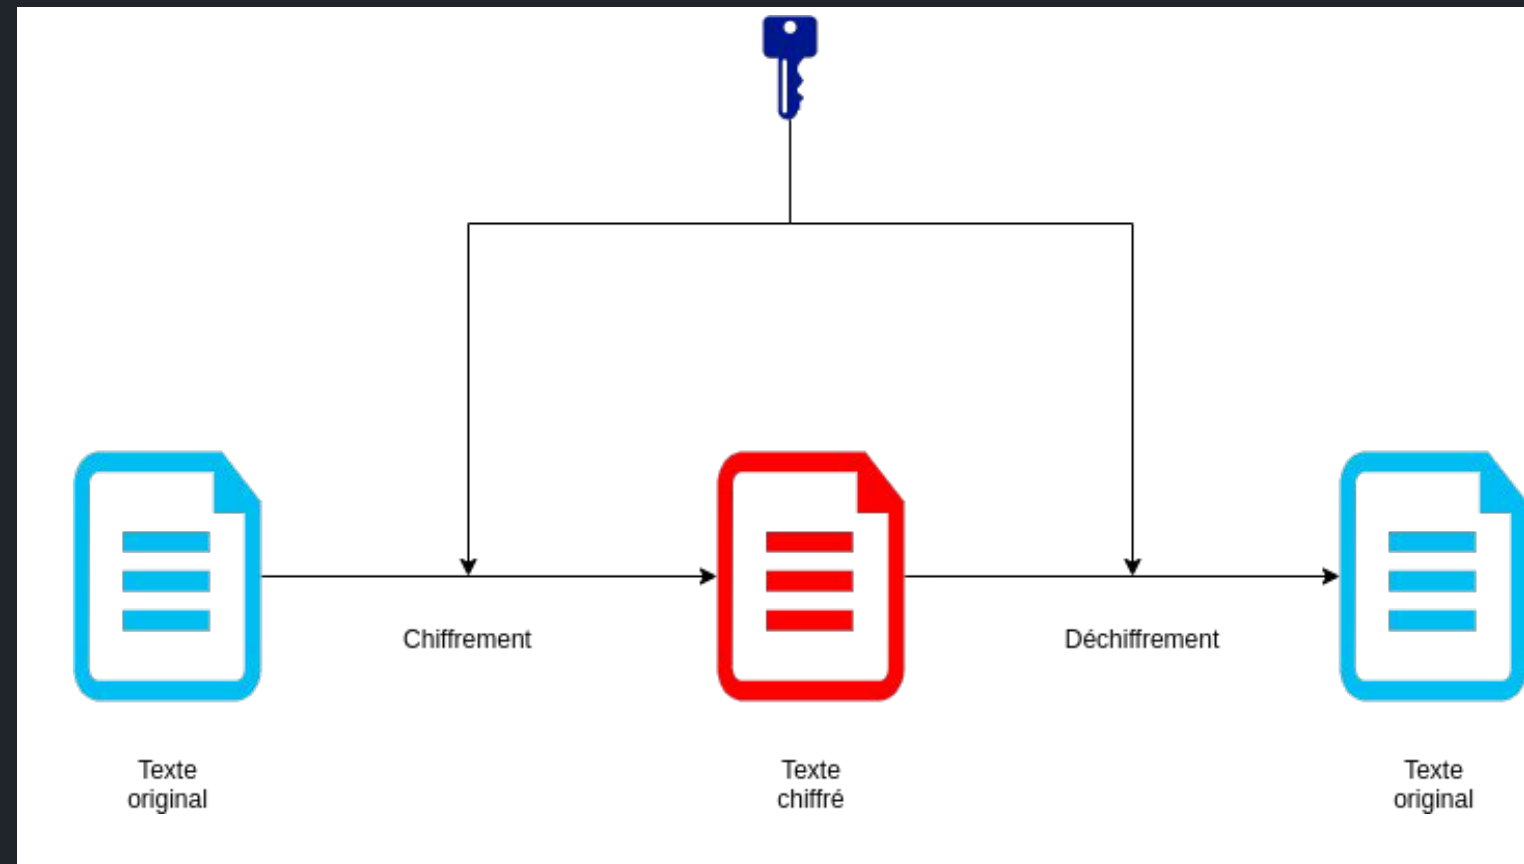 Chiffrement
Déchiffrement
Texte
original
Texte
chiffré
Texte
original